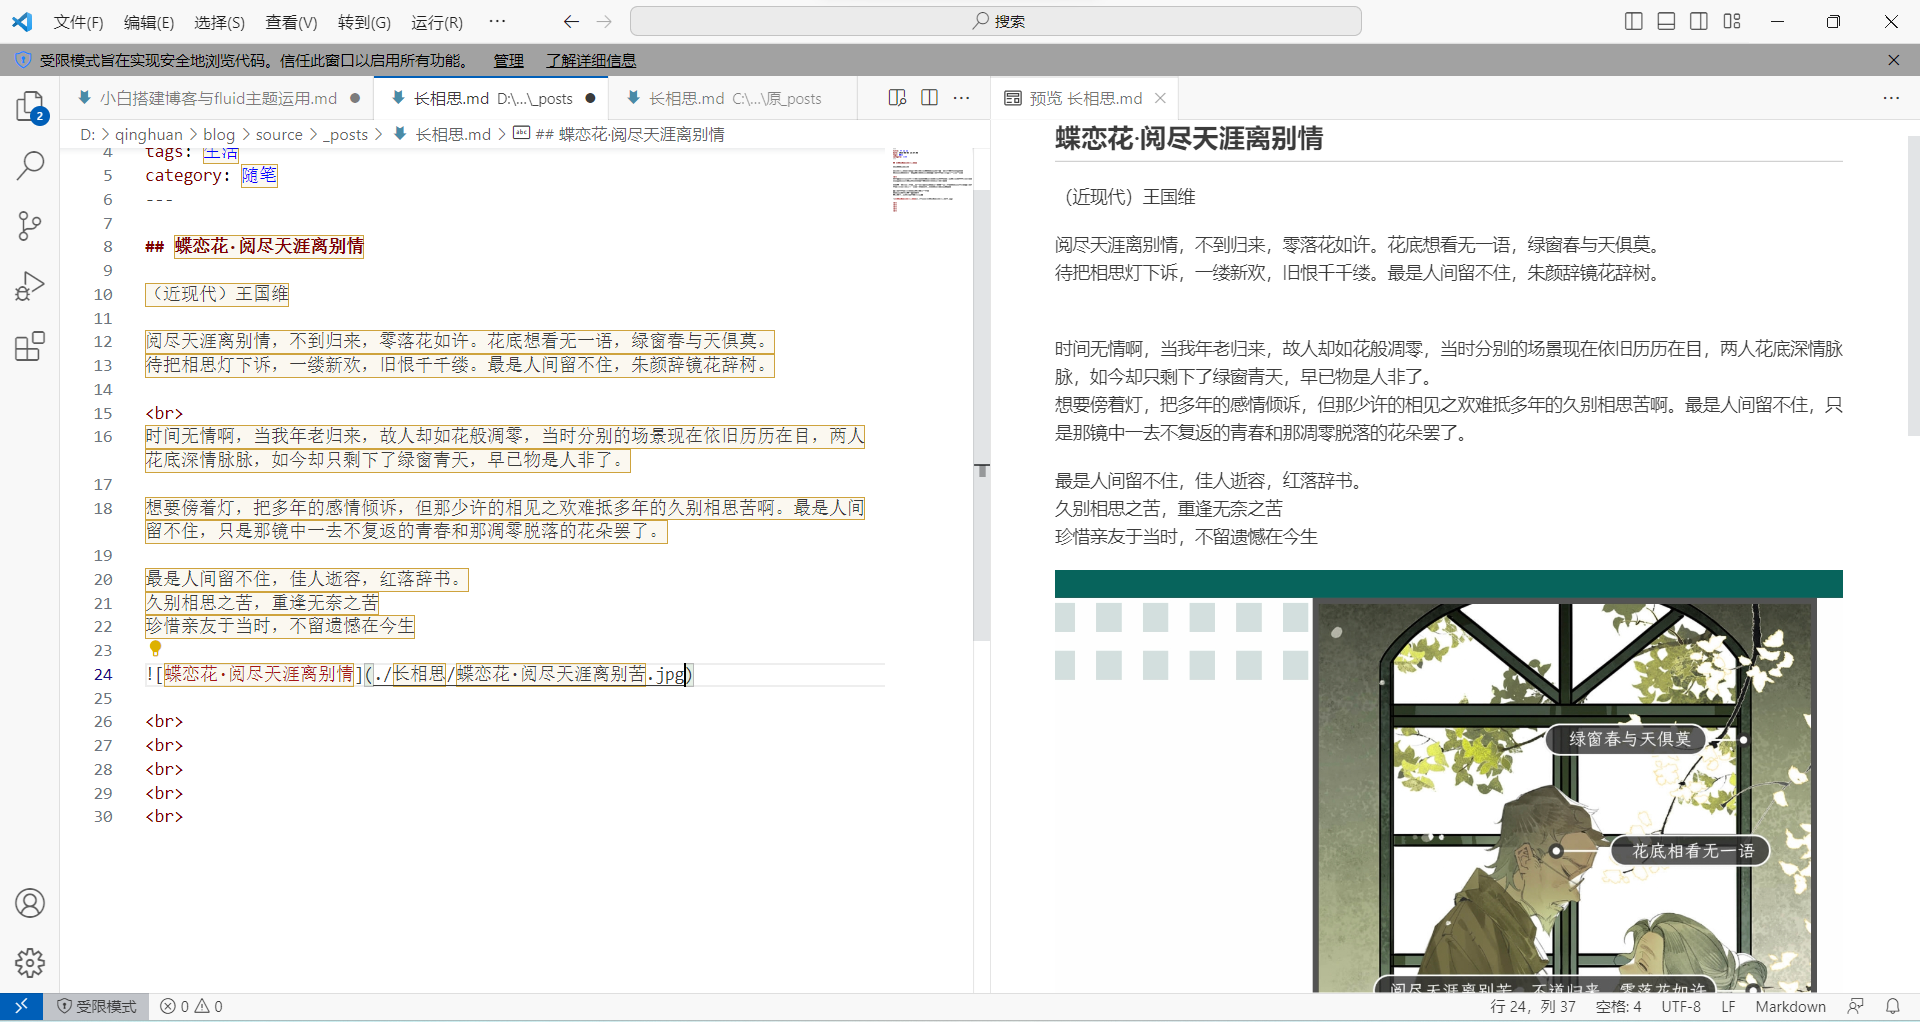 文件(F) 编辑(E) 选择(S) 查看(V) 转到(G) 运行(R) ··· 搜索
受限模式旨在实现安全地浏览代码。信任此窗口以启用所有功能。 管理 了解详细信息
2
小白搭建博客与fluid主题运用.md 长相思.md D:\...\_posts 长相思.md C:\...\原_posts
D: > qinghuan > blog > source > _posts > 长相思.md > ## 蝶恋花·阅尽天涯离别情
4 tags: 生活
5 category: 随笔
6 ---
7
8 ## 蝶恋花·阅尽天涯离别情
9
10 （近现代）王国维
11
12 阅尽天涯离别情，不到归来，零落花如许。花底想看无一语，绿窗春与天俱莫。
13 待把相思灯下诉，一缕新欢，旧恨千千缕。最是人间留不住，朱颜辞镜花辞树。
14
15 <br>
16 时间无情啊，当我年老归来，故人却如花般凋零，当时分别的场景现在依旧历历在目，两人
花底深情脉脉，如今却只剩下了绿窗青天，早已物是人非了。
17
18 想要傍着灯，把多年的感情倾诉，但那少许的相见之欢难抵多年的久别相思苦啊。最是人间
留不住，只是那镜中一去不复返的青春和那凋零脱落的花朵罢了。
19
20 最是人间留不住，佳人逝容，红落辞书。
21 久别相思之苦，重逢无奈之苦
22 珍惜亲友于当时，不留遗憾在今生
23
24 ![蝶恋花·阅尽天涯离别情](./长相思/蝶恋花·阅尽天涯离别苦.jpg)
25
26 <br>
27 <br>
28 <br>
29 <br>
30 <br>
预览 长相思.md
蝶恋花·阅尽天涯离别情
（近现代）王国维
阅尽天涯离别情，不到归来，零落花如许。花底想看无一语，绿窗春与天俱莫。
待把相思灯下诉，一缕新欢，旧恨千千缕。最是人间留不住，朱颜辞镜花辞树。
时间无情啊，当我年老归来，故人却如花般凋零，当时分别的场景现在依旧历历在目，两人花底深情脉
脉，如今却只剩下了绿窗青天，早已物是人非了。
想要傍着灯，把多年的感情倾诉，但那少许的相见之欢难抵多年的久别相思苦啊。最是人间留不住，只
是那镜中一去不复返的青春和那凋零脱落的花朵罢了。
最是人间留不住，佳人逝容，红落辞书。
久别相思之苦，重逢无奈之苦
珍惜亲友于当时，不留遗憾在今生
绿窗春与天俱莫
花底相看无一语
阅尽天涯离别苦，不道归来，零落花如许
受限模式 0 0 行 24，列 37 空格: 4 UTF-8 LF Markdown